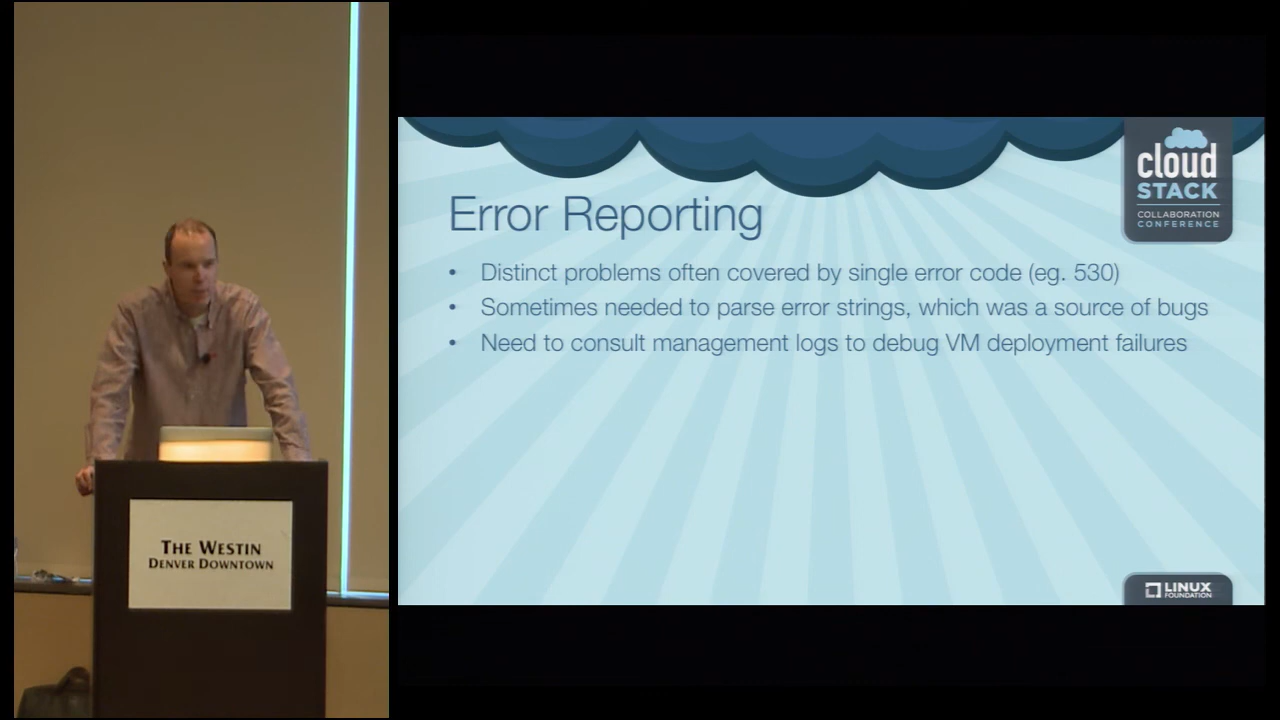 cloud
STACK
COLLABORATION
CONFERENCE
Error Reporting
• Distinct problems often covered by single error code (eg. 530)
• Sometimes needed to parse error strings, which was a source of bugs
• Need to consult management logs to debug VM deployment failures
THE WESTIN
DENVER DOWNTOWN
LINUX
FOUNDATION